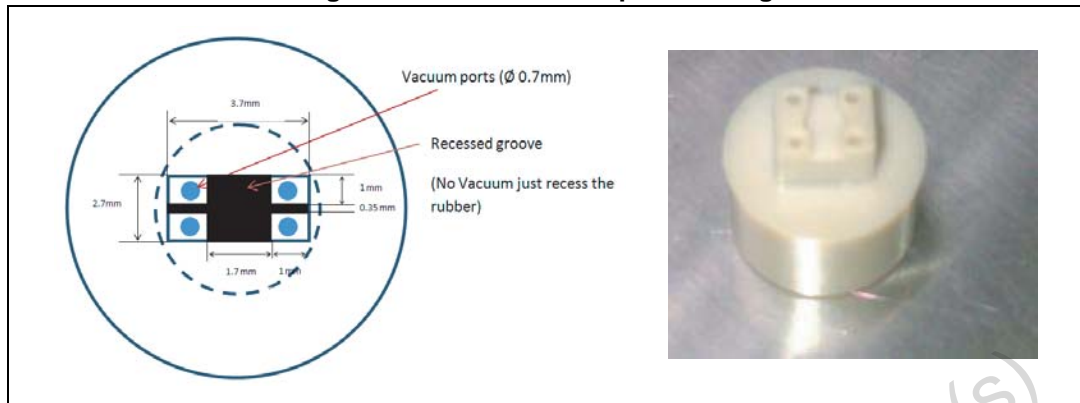 Vacuum ports (Ø 0.7mm)
3.7mm
Recessed groove
(No Vacuum just recess the
rubber)
1mm
2.7mm
0.35mm
1.7mm
(s)